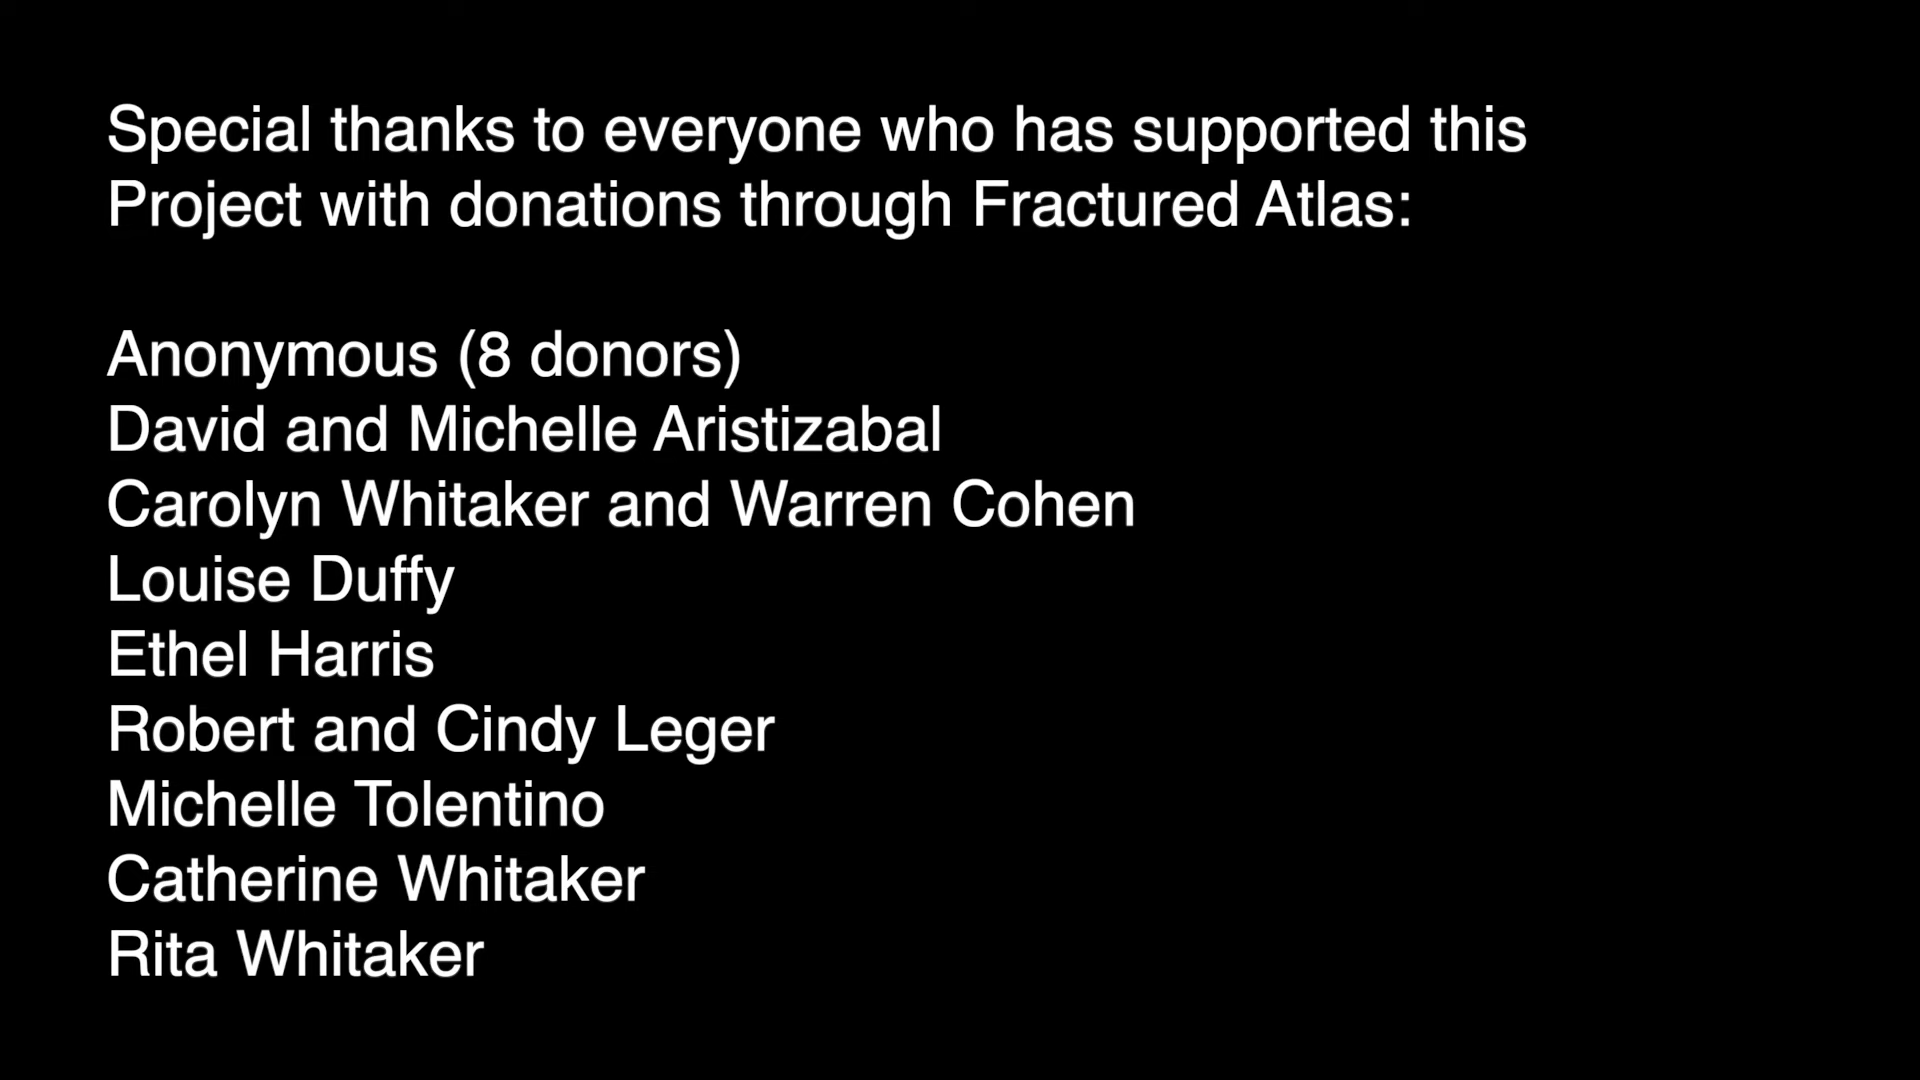 Special thanks to everyone who has supported this
Project with donations through Fractured Atlas:
Anonymous (8 donors)
David and Michelle Aristizabal
Carolyn Whitaker and Warren Cohen
Louise Duffy
Ethel Harris
Robert and Cindy Leger
Michelle Tolentino
Catherine Whitaker
Rita Whitaker